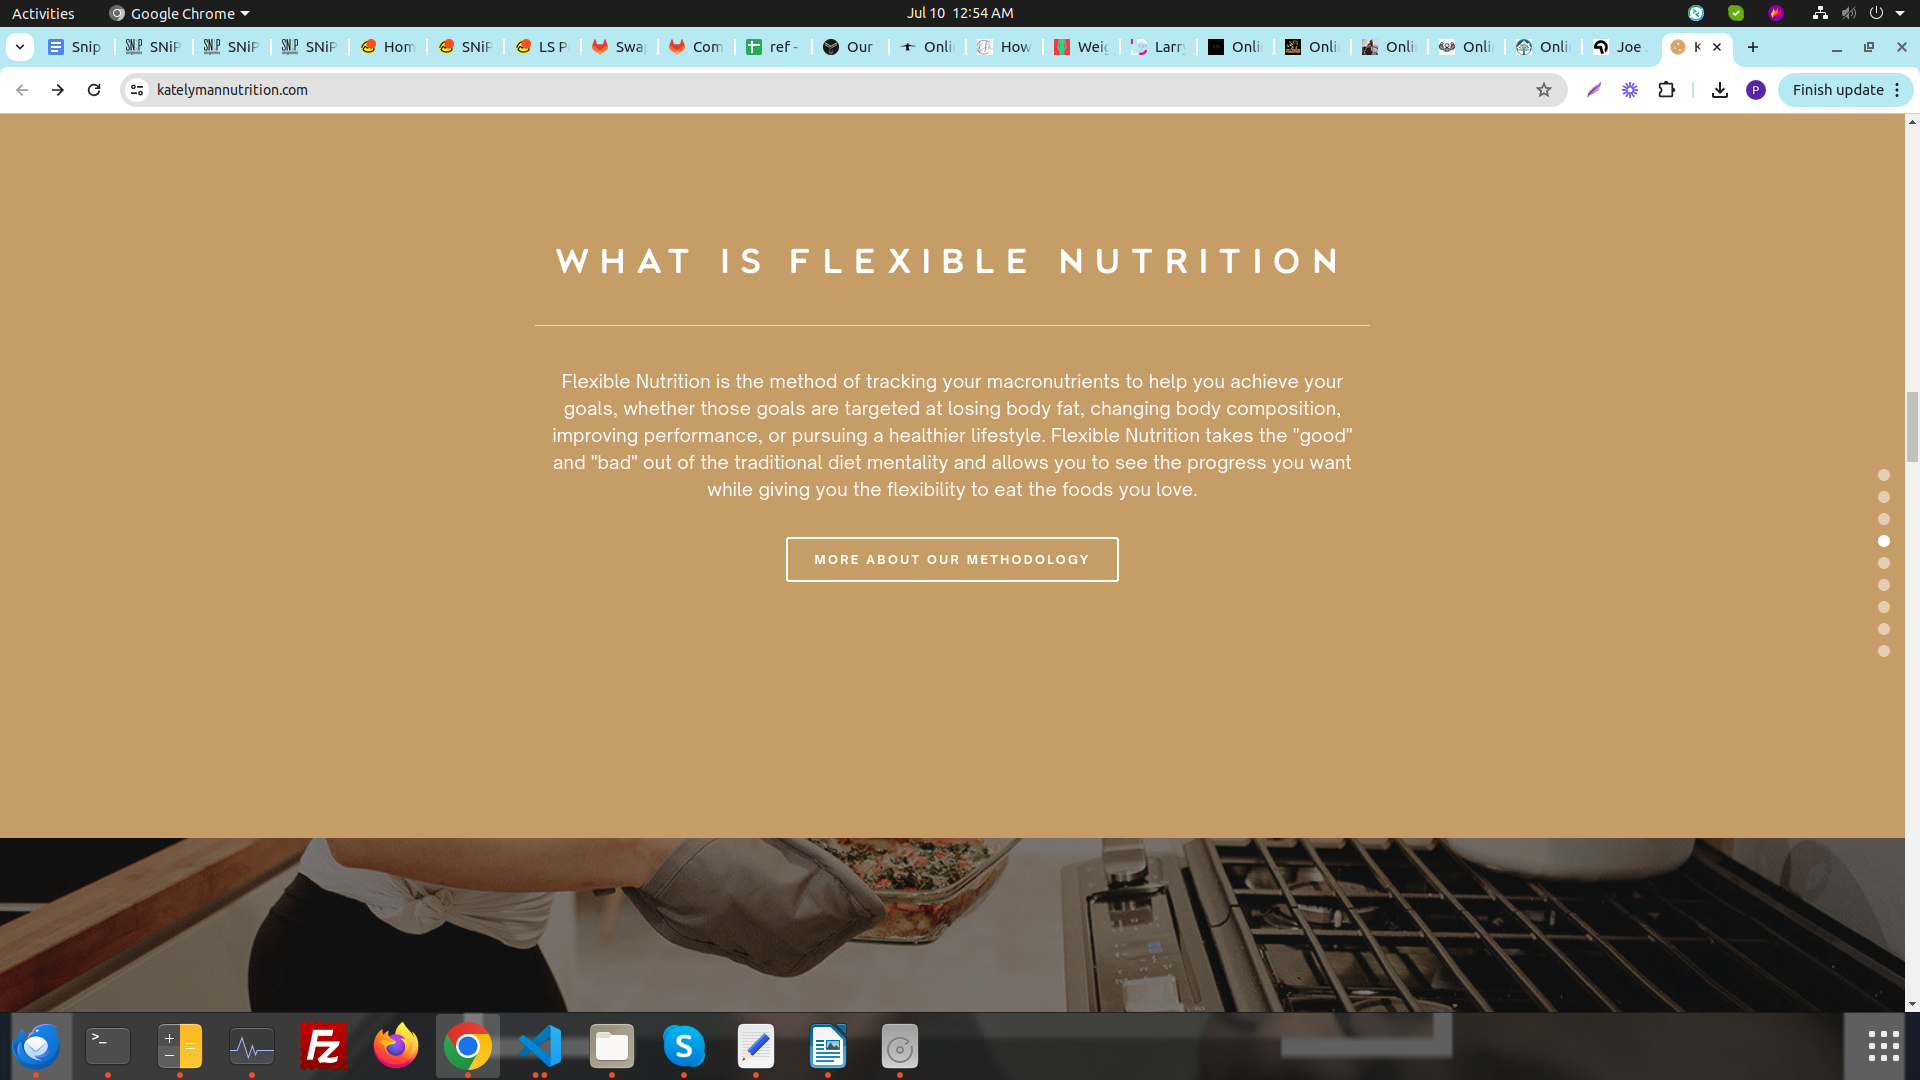 Activities
Google Chrome
Jul 10 12:54 AM
Snip
SNiP
SNiP
SNiP
Hom
SNiP
LS P
Swa
Com
ref -
Our
Onli
How
Weig
Larry
Onli
Onli
Onli
Onli
Onli
Joe
K
katelymannutrition.com
P
Finish update
WHAT IS FLEXIBLE NUTRITION
Flexible Nutrition is the method of tracking your macronutrients to help you achieve your
goals, whether those goals are targeted at losing body fat, changing body composition,
improving performance, or pursuing a healthier lifestyle. Flexible Nutrition takes the "good"
and "bad" out of the traditional diet mentality and allows you to see the progress you want
while giving you the flexibility to eat the foods you love.
MORE ABOUT OUR METHODOLOGY